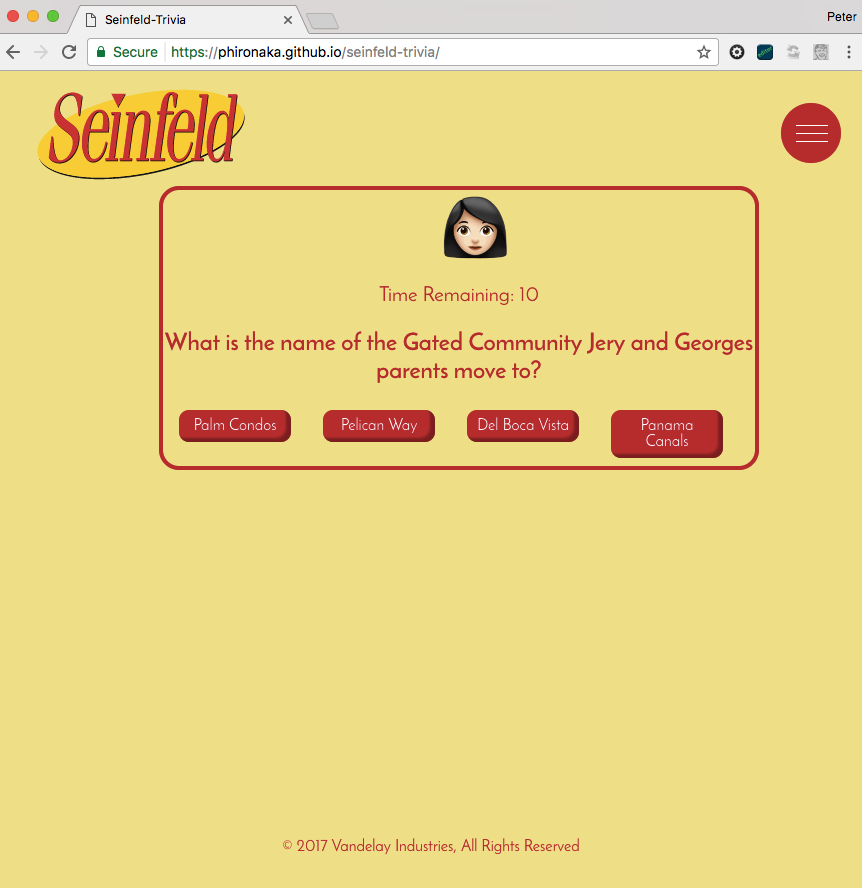 Seinfeld-Trivia
Peter
Secure
https://phironaka.github.io/seinfeld-trivia/
Seinfeld
Time Remaining: 10
What is the name of the Gated Community Jery and Georges
parents move to?
Palm Condos
Pelican Way
Del Boca Vista
Panama
Canals
© 2017 Vandelay Industries, All Rights Reserved